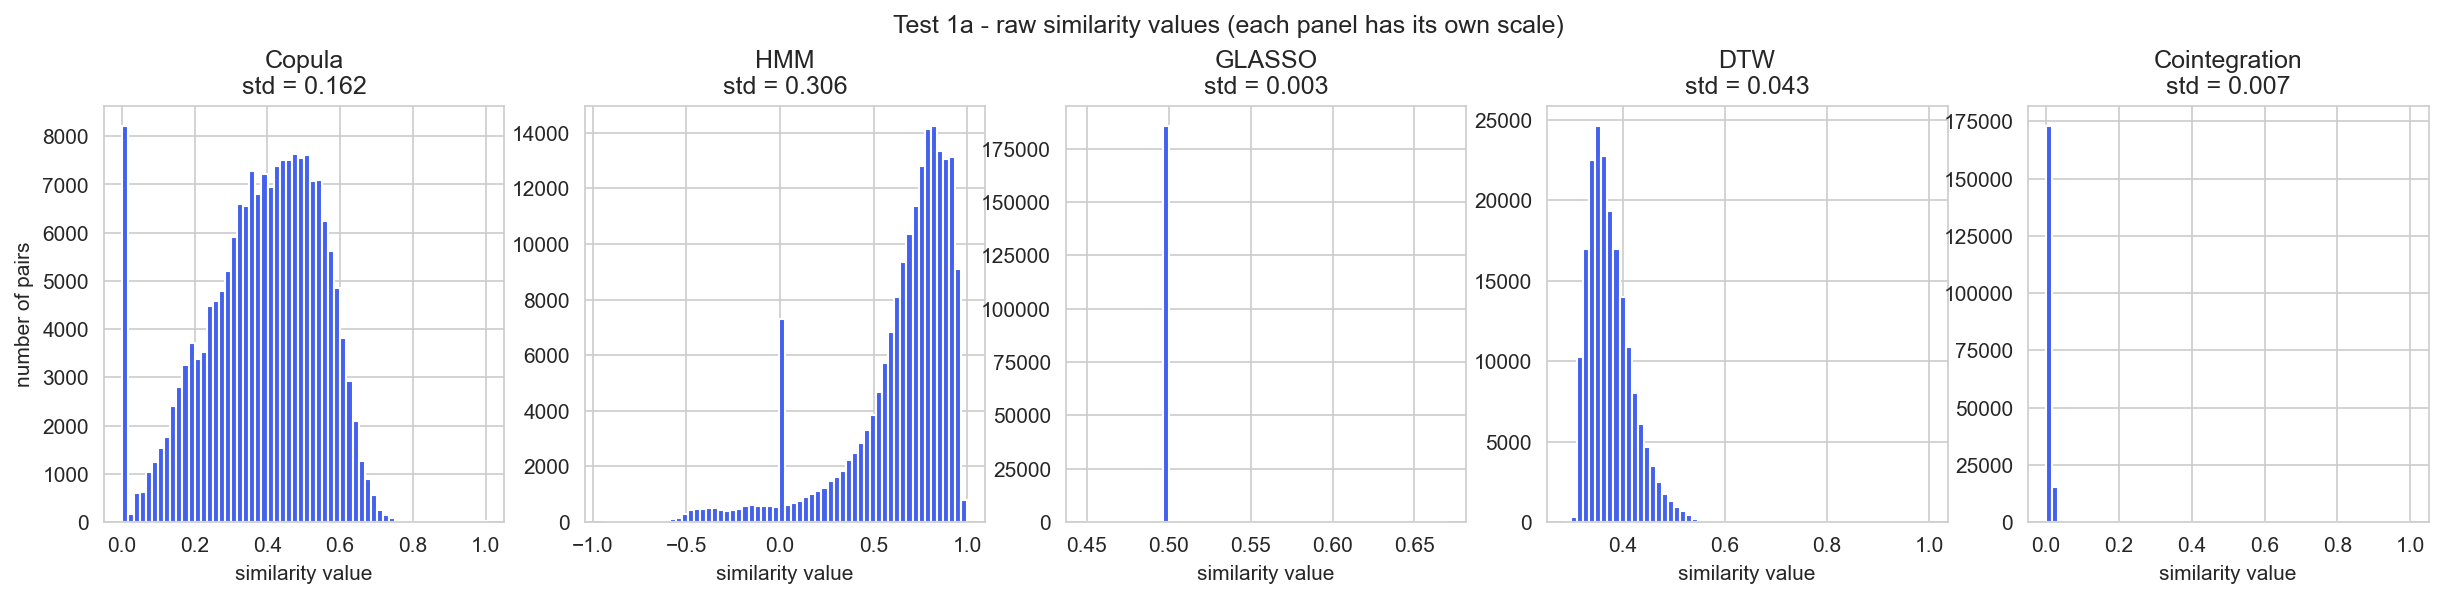 Test 1a - raw similarity values (each panel has its own scale)
Copula
std = 0.162
8000
7000
6000
5000
4000
3000
2000
1000
0
number of pairs
0.0 0.2 0.4 0.6 0.8 1.0
similarity value
HMM
std = 0.306
14000
12000
10000
8000
6000
4000
2000
0
−1.0 −0.5 0.0 0.5 1.0
similarity value
GLASSO
std = 0.003
175000
150000
125000
100000
75000
50000
25000
0
0.45 0.50 0.55 0.60 0.65
similarity value
DTW
std = 0.043
25000
20000
15000
10000
5000
0
0.4 0.6 0.8 1.0
similarity value
Cointegration
std = 0.007
175000
150000
125000
100000
75000
50000
25000
0
0.0 0.2 0.4 0.6 0.8 1.0
similarity value